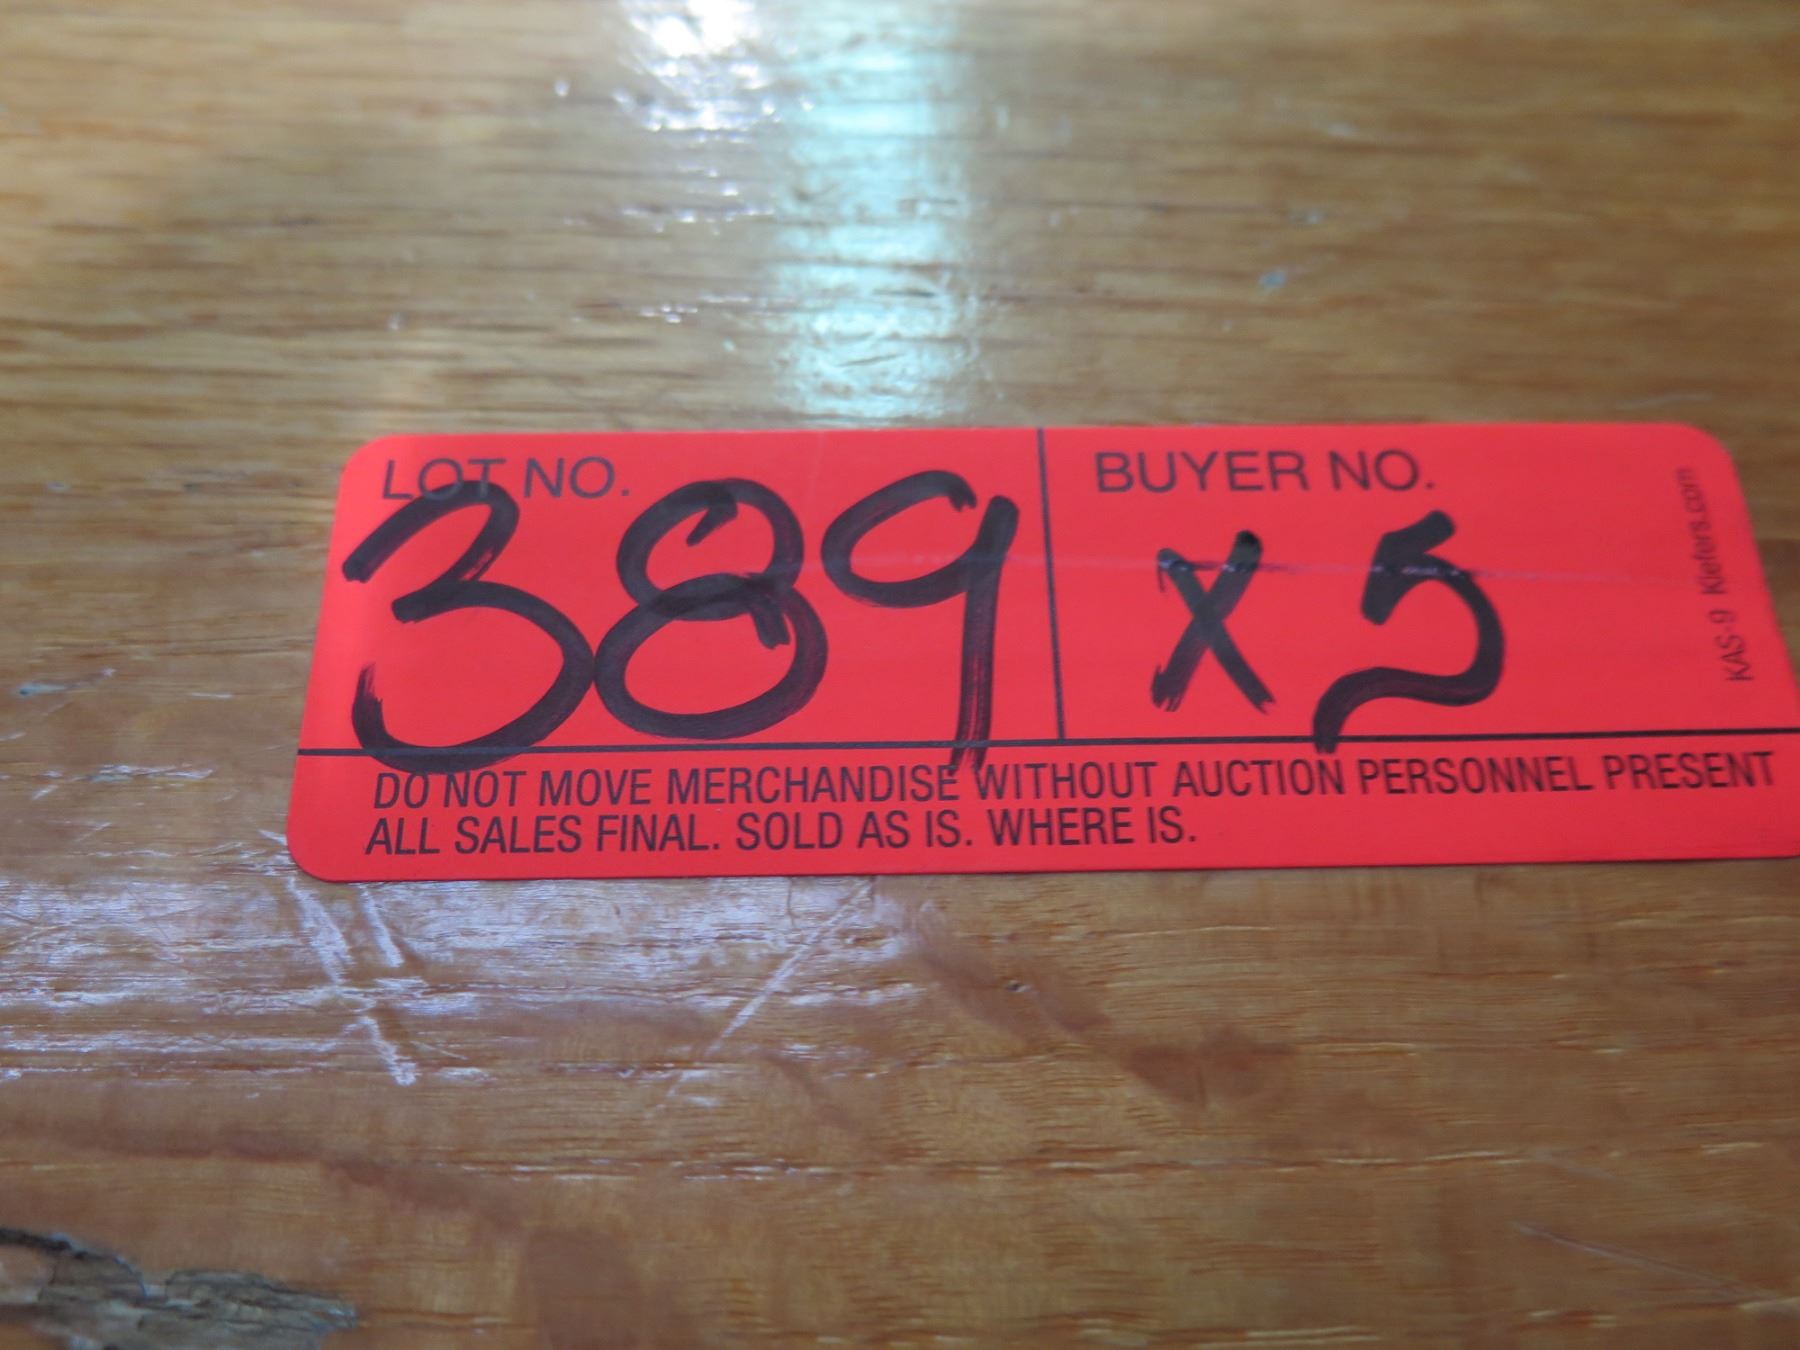 LOT NO.
389
BUYER NO.
x 5
KAS-9 Kiefers.com
DO NOT MOVE MERCHANDISE WITHOUT AUCTION PERSONNEL PRESENT
ALL SALES FINAL. SOLD AS IS. WHERE IS.